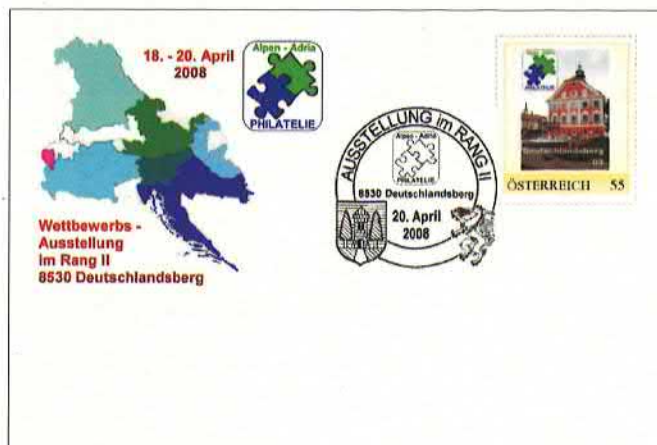 18. - 20. April
2008
Alpen - Adria
PHILATELIE
Wettbewerbs -
Ausstellung
im Rang II
8530 Deutschlandsberg
AUSSTELLUNG im RANG II
Alpen - Adria
PHILATELIE
8530 Deutschlandsberg
20. April
2008
Deutschlandsberg
ÖSTERREICH 55